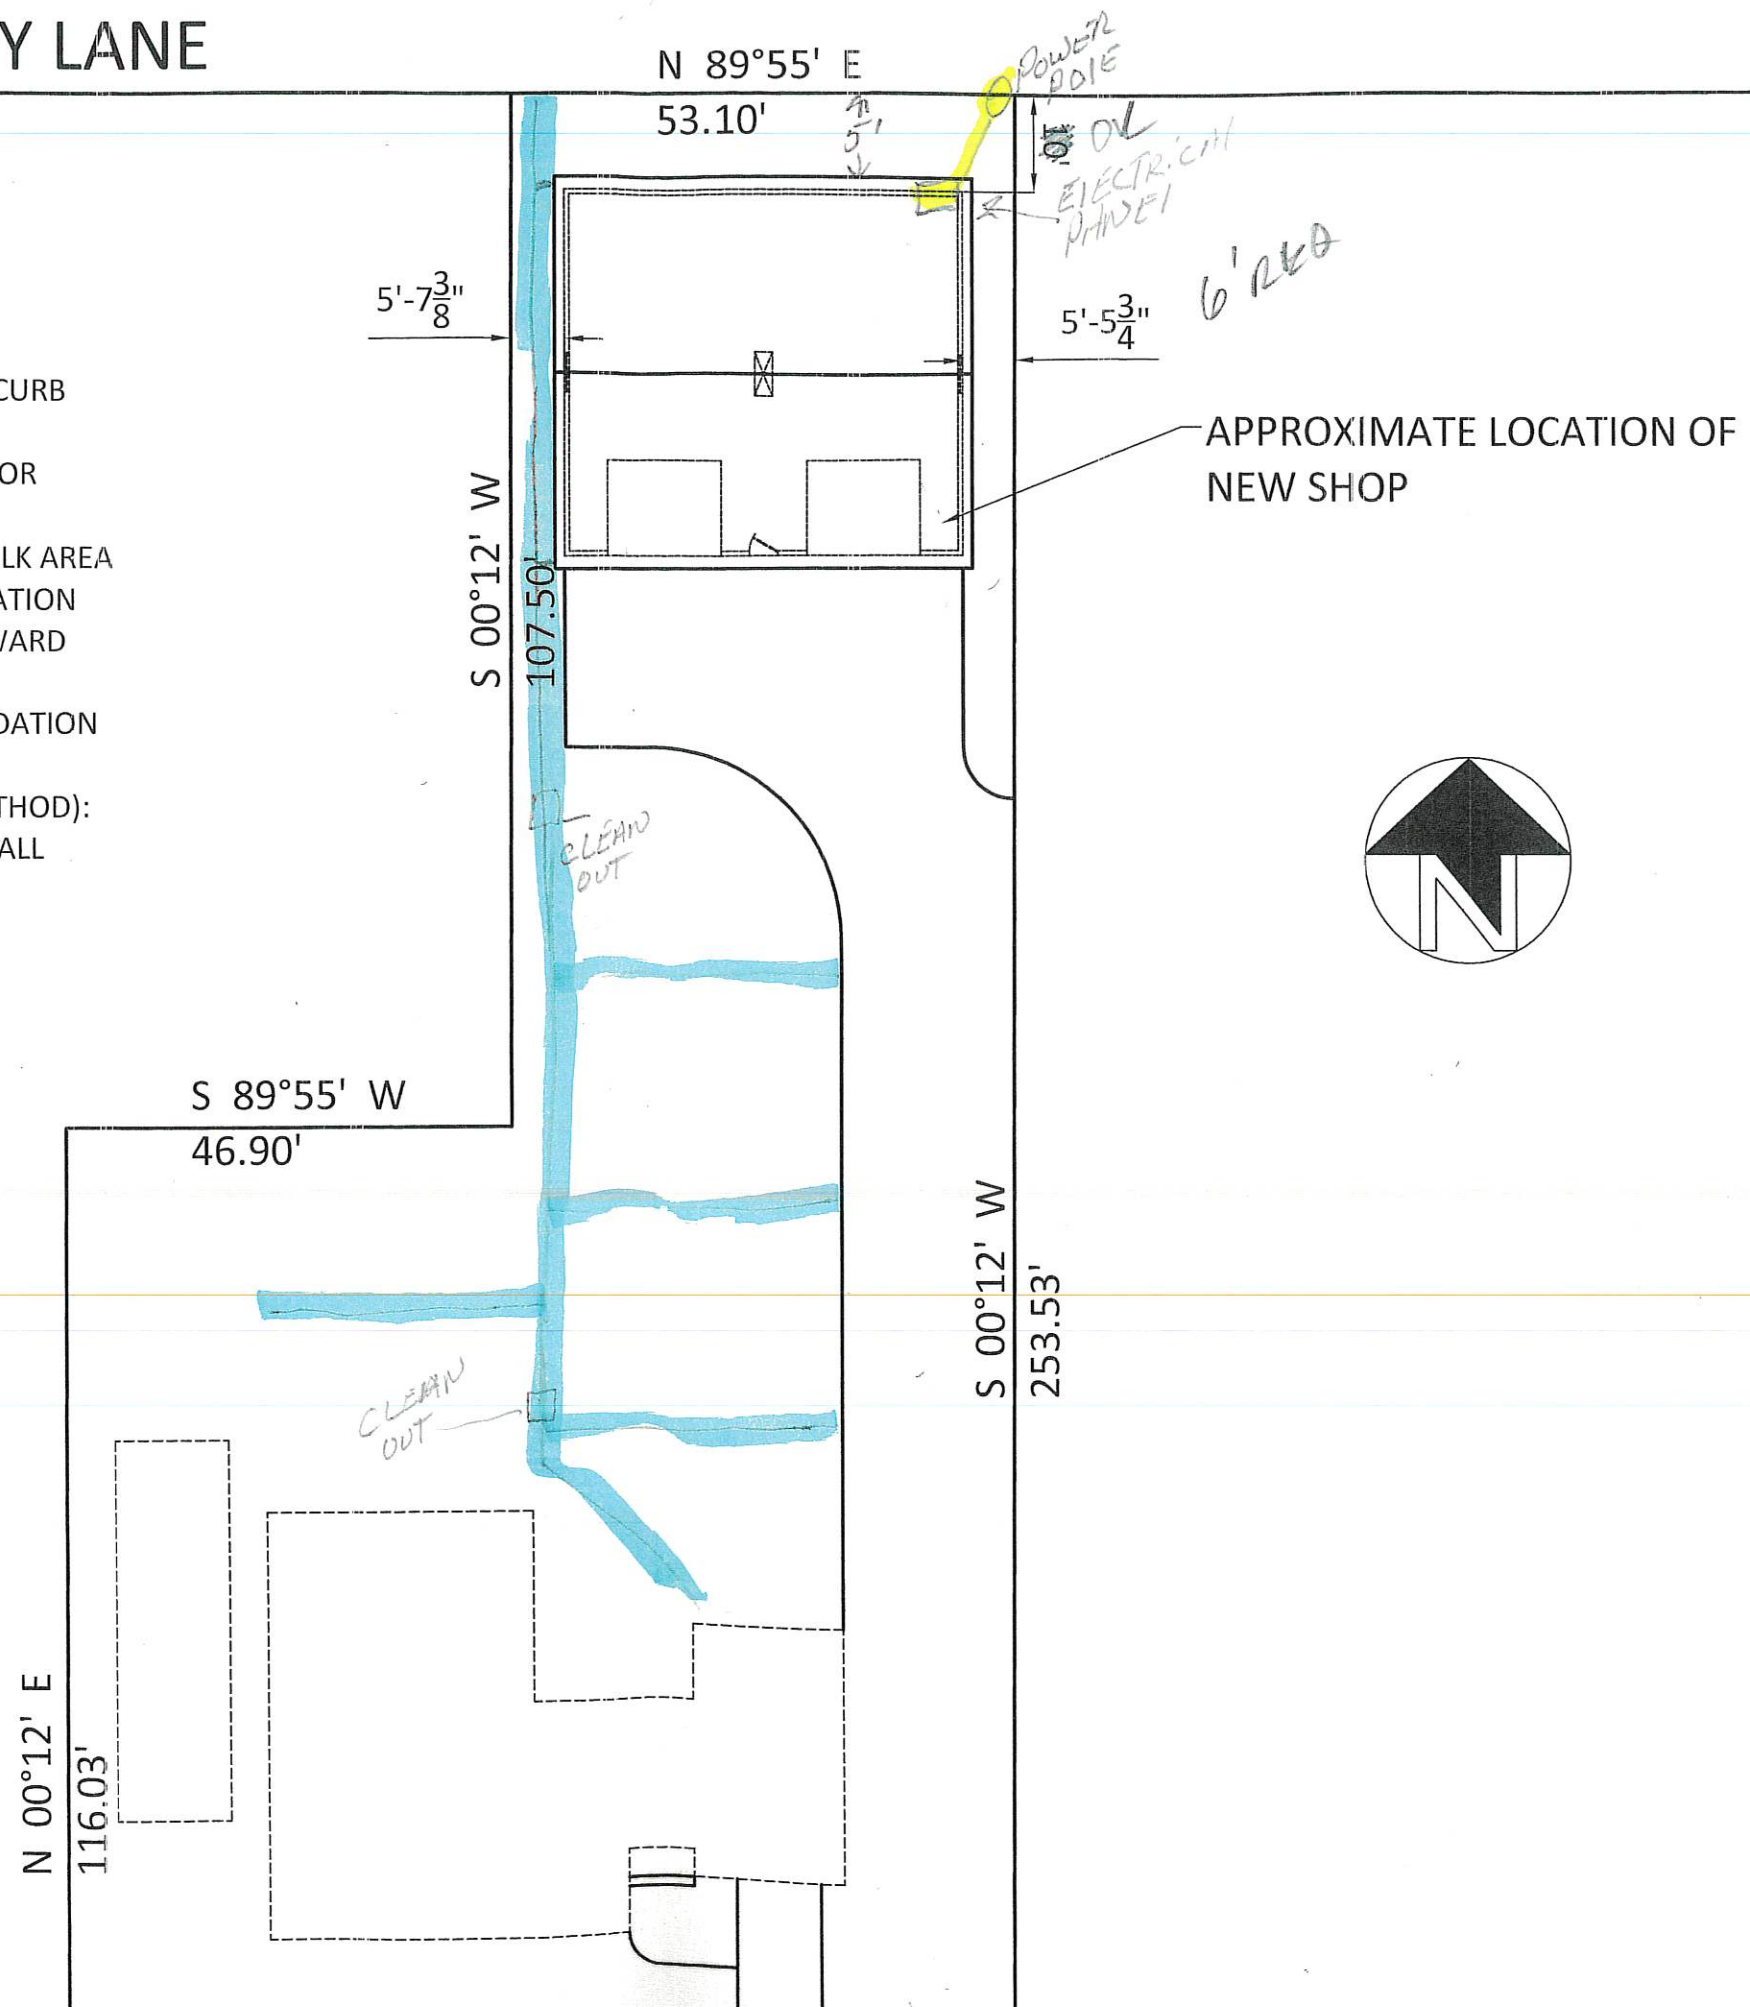 Y LANE
N 89°55' E
53.10'
POWER
POLE
5'
10'
ELECTRICAL
PANEL
6' REQ
5'-7 3/8"
5'-5 3/4"
CURB
OR
LK AREA
ATION
WARD
DATION
THOD):
ALL
APPROXIMATE LOCATION OF
NEW SHOP
S 00°12' W
107.50'
CLEAN
OUT
N
S 89°55' W
46.90'
S 00°12' W
253.53'
CLEAN
OUT
N 00°12' E
116.03'